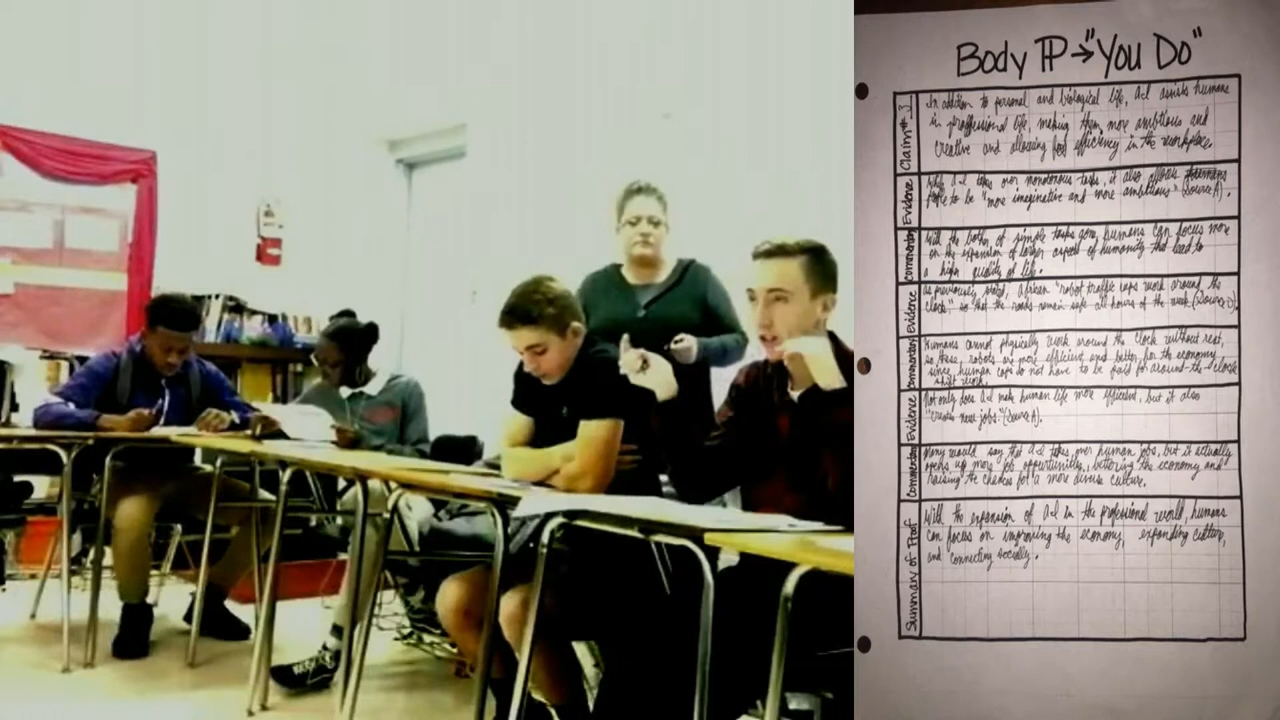 Body TP → "You Do"
Claim # 3
In addition to personal and biological life, A.I assists humans
in proffessional life, making them more ambitious and
creative and allowing for efficiency in the workplace.
Evidence
While A.I takes over monotonous tasks, it also allows humans
people to be "more imaginative and more ambitious" (Source A).
Commentary
With the bother of simple tasks gone, humans can focus more
on the expansion of larger aspects of humanity that lead to
a high quality of life.
Evidence
As previously stated, African "robot traffic cops work around the
clock" so that the roads remain safe all hours of the week (Source D).
Commentary
Humans cannot physically work around the clock without rest,
so these robots are more efficient and better for the economy
since human cops do not have to be paid for around-the-clock
shift work.
Evidence
Not only does A.I make human life more efficient, but it also
"creates new jobs." (Source A).
Commentary
Many would say that A.I takes over human jobs, but it actually
opens up more job opportunities, bettering the economy and
raising the chances for a more diverse culture.
Summary of Proof
With the expansion of A.I in the professional world, humans
can focus on improving the economy, expanding culture,
and connecting socially.